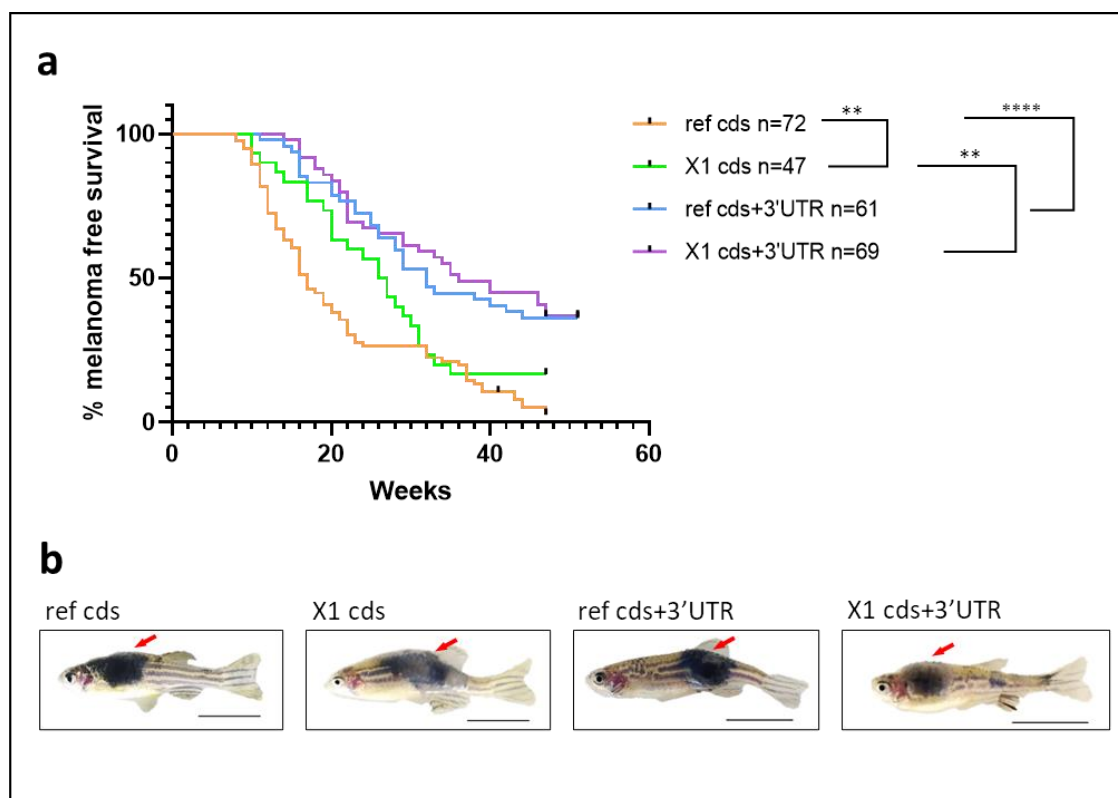 a
% melanoma free survival
100
50
0
0 20 40 60
Weeks
ref cds n=72
X1 cds n=47
ref cds+3'UTR n=61
X1 cds+3'UTR n=69
**
****
**
b
ref cds
X1 cds
ref cds+3’UTR
X1 cds+3’UTR